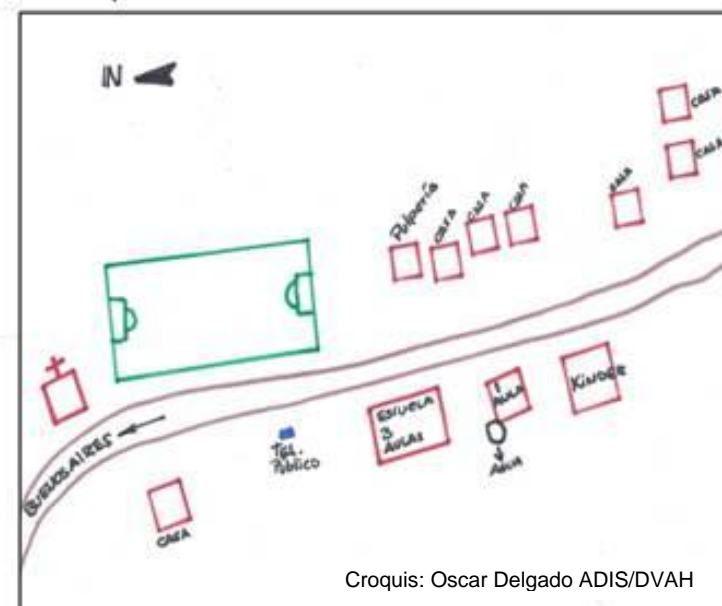 N
CASA
CASA
CASA
Pulpería
CASA
CASA
CASA
KINDER
1
AULA
ESCUELA
3
AULAS
AGUA
TEL.
Público
BUENOS AIRES
CASA
Croquis: Oscar Delgado ADIS/DVAH